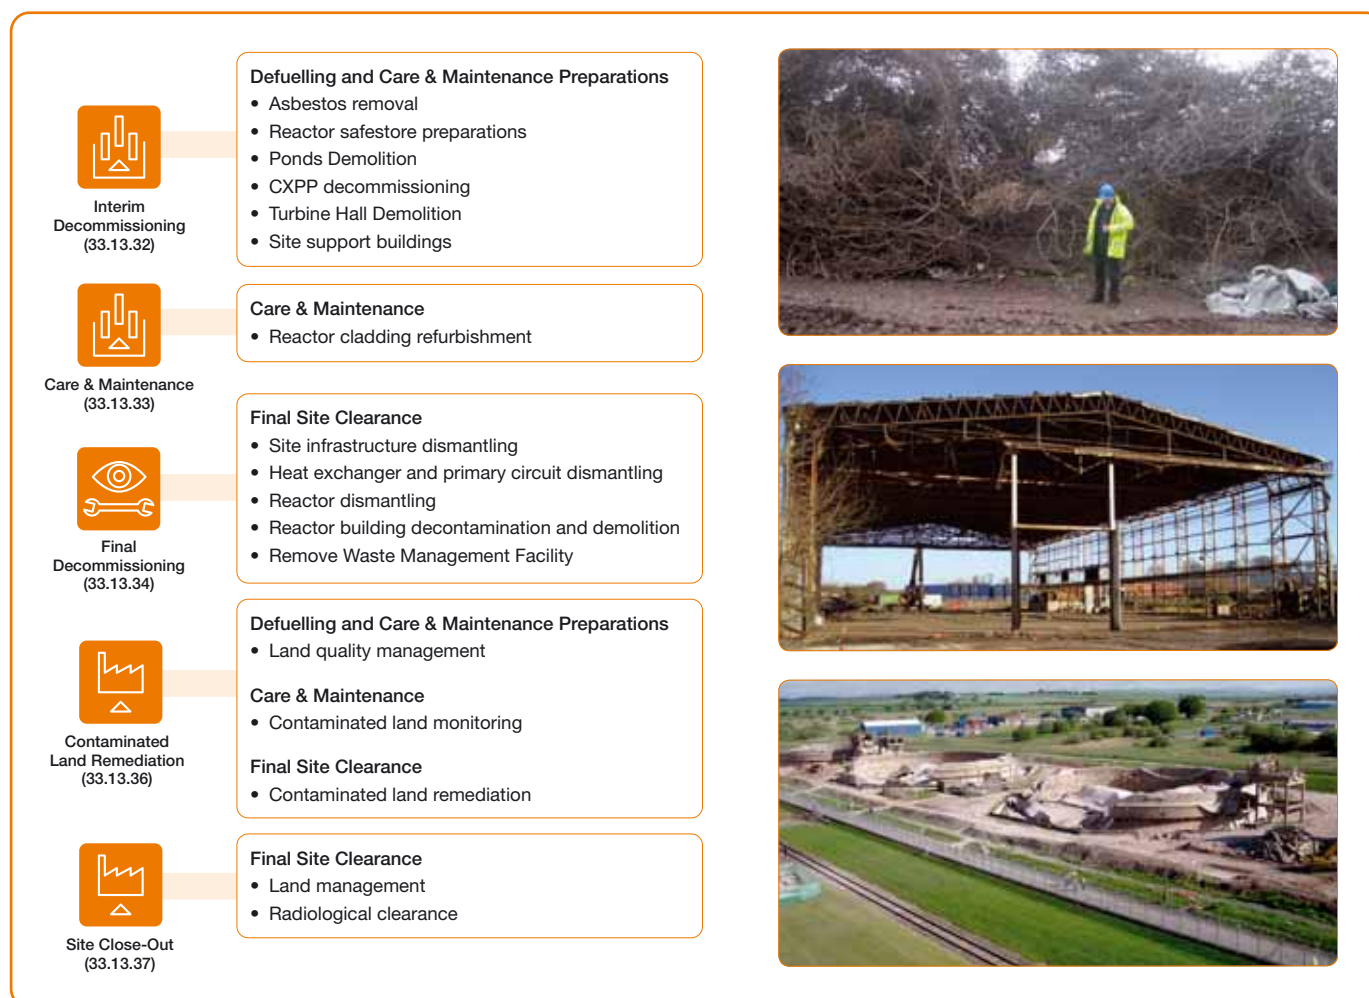 Interim
Decommissioning
(33.13.32)
Defuelling and Care & Maintenance Preparations
• Asbestos removal
• Reactor safestore preparations
• Ponds Demolition
• CXPP decommissioning
• Turbine Hall Demolition
• Site support buildings
Care & Maintenance
(33.13.33)
Care & Maintenance
• Reactor cladding refurbishment
Final
Decommissioning
(33.13.34)
Final Site Clearance
• Site infrastructure dismantling
• Heat exchanger and primary circuit dismantling
• Reactor dismantling
• Reactor building decontamination and demolition
• Remove Waste Management Facility
Contaminated
Land Remediation
(33.13.36)
Defuelling and Care & Maintenance Preparations
• Land quality management
Care & Maintenance
• Contaminated land monitoring
Final Site Clearance
• Contaminated land remediation
Site Close-Out
(33.13.37)
Final Site Clearance
• Land management
• Radiological clearance